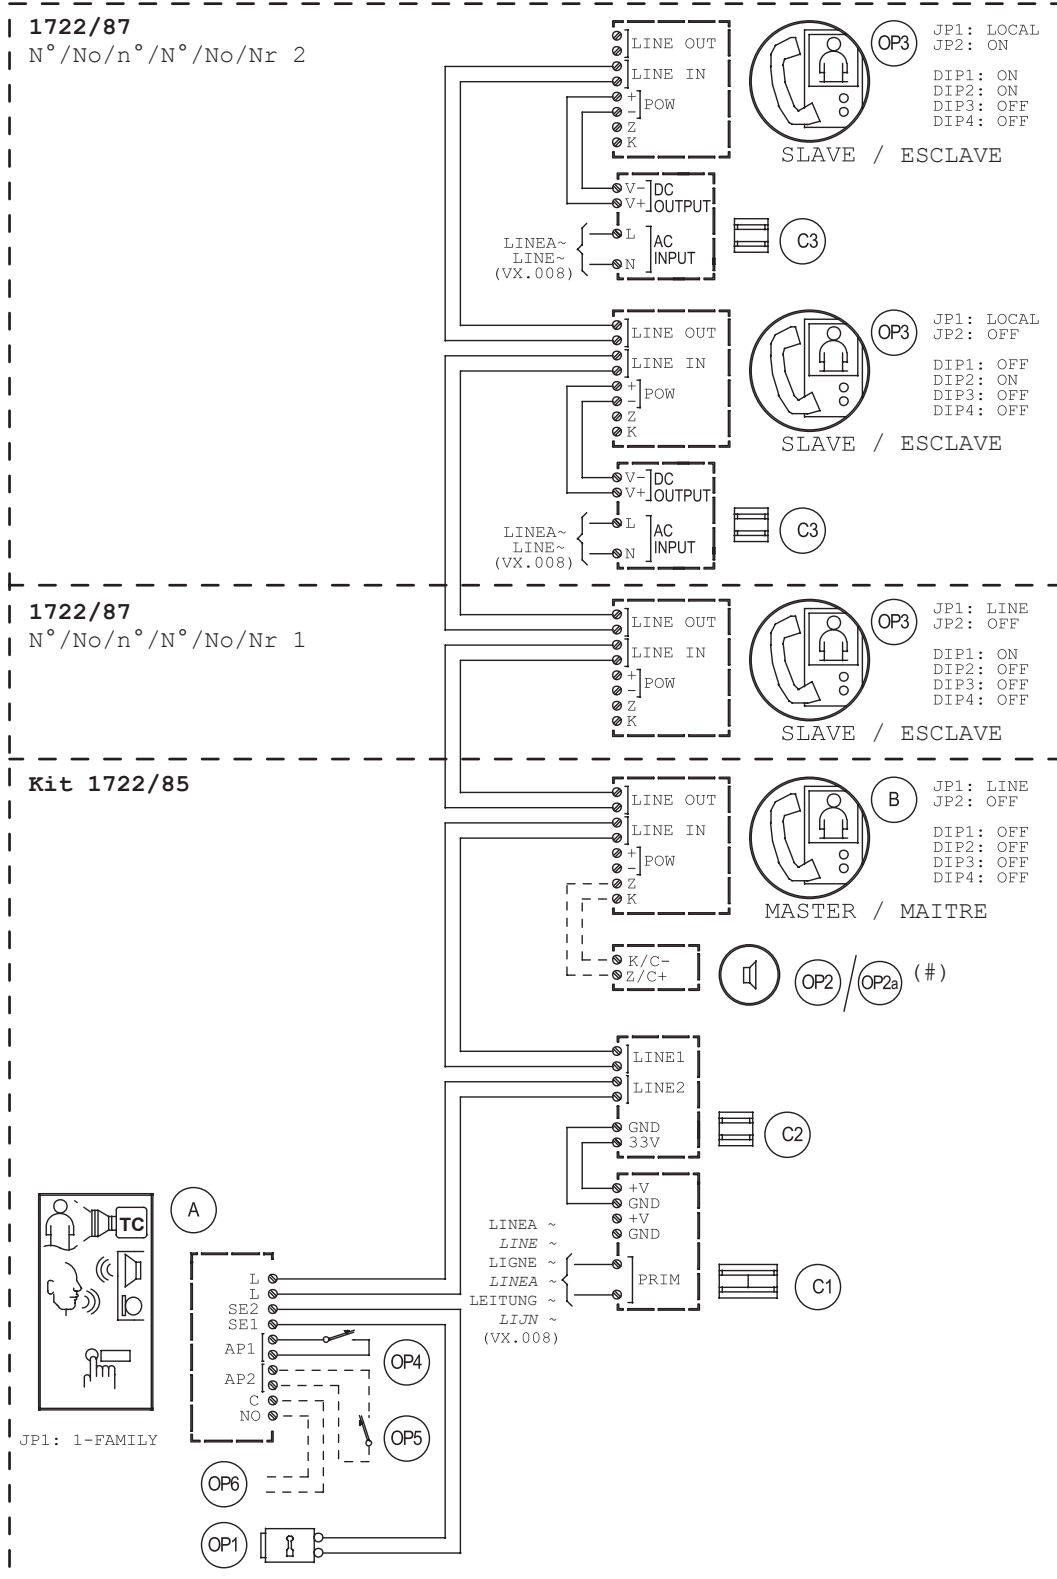 1722/87
N°/No/n°/N°/No/Nr 2
LINE OUT
LINE IN
+
-
POW
Z
K
OP3
JP1: LOCAL
JP2: ON
DIP1: ON
DIP2: ON
DIP3: OFF
DIP4: OFF
SLAVE / ESCLAVE
V-
V+
DC
OUTPUT
L
N
AC
INPUT
LINEA~
LINE~
(VX.008)
C3
LINE OUT
LINE IN
+
-
POW
Z
K
OP3
JP1: LOCAL
JP2: OFF
DIP1: OFF
DIP2: ON
DIP3: OFF
DIP4: OFF
SLAVE / ESCLAVE
V-
V+
DC
OUTPUT
L
N
AC
INPUT
LINEA~
LINE~
(VX.008)
C3
1722/87
N°/No/n°/N°/No/Nr 1
LINE OUT
LINE IN
+
-
POW
Z
K
OP3
JP1: LINE
JP2: OFF
DIP1: ON
DIP2: OFF
DIP3: OFF
DIP4: OFF
SLAVE / ESCLAVE
Kit 1722/85
LINE OUT
LINE IN
+
-
POW
Z
K
B
JP1: LINE
JP2: OFF
DIP1: OFF
DIP2: OFF
DIP3: OFF
DIP4: OFF
MASTER / MAITRE
K/C-
Z/C+
OP2/OP2a (#)
LINE1
LINE2
GND
33V
C2
+V
GND
+V
GND
PRIM
LINEA ~
LINE ~
LIGNE ~
LINEA ~
LEITUNG ~
LIJN ~
(VX.008)
C1
TC
A
JP1: 1-FAMILY
L
L
SE2
SE1
AP1
AP2
C
NO
OP4
OP5
OP6
OP1